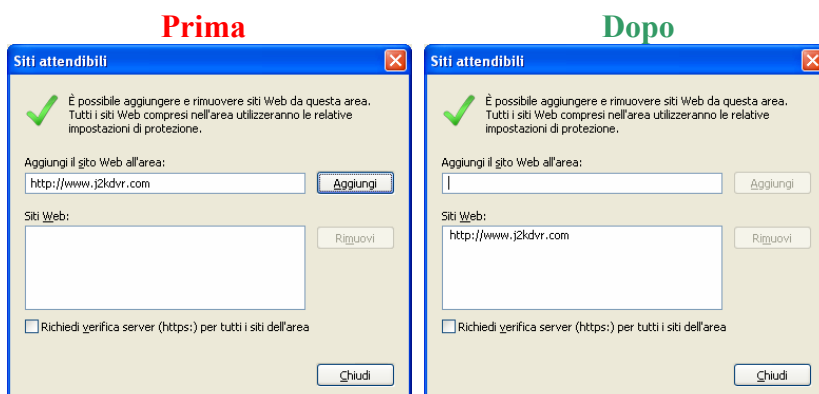 Prima
Siti attendibili
È possibile aggiungere e rimuovere siti Web da questa area.
Tutti i siti Web compresi nell'area utilizzeranno le relative
impostazioni di protezione.
Aggiungi il sito Web all'area:
http://www.j2kdvr.com
Aggiungi
Siti Web:
Rimuovi
Richiedi verifica server (https:) per tutti i siti dell'area
Chiudi
Dopo
Siti attendibili
È possibile aggiungere e rimuovere siti Web da questa area.
Tutti i siti Web compresi nell'area utilizzeranno le relative
impostazioni di protezione.
Aggiungi il sito Web all'area:
Aggiungi
Siti Web:
http://www.j2kdvr.com
Rimuovi
Richiedi verifica server (https:) per tutti i siti dell'area
Chiudi